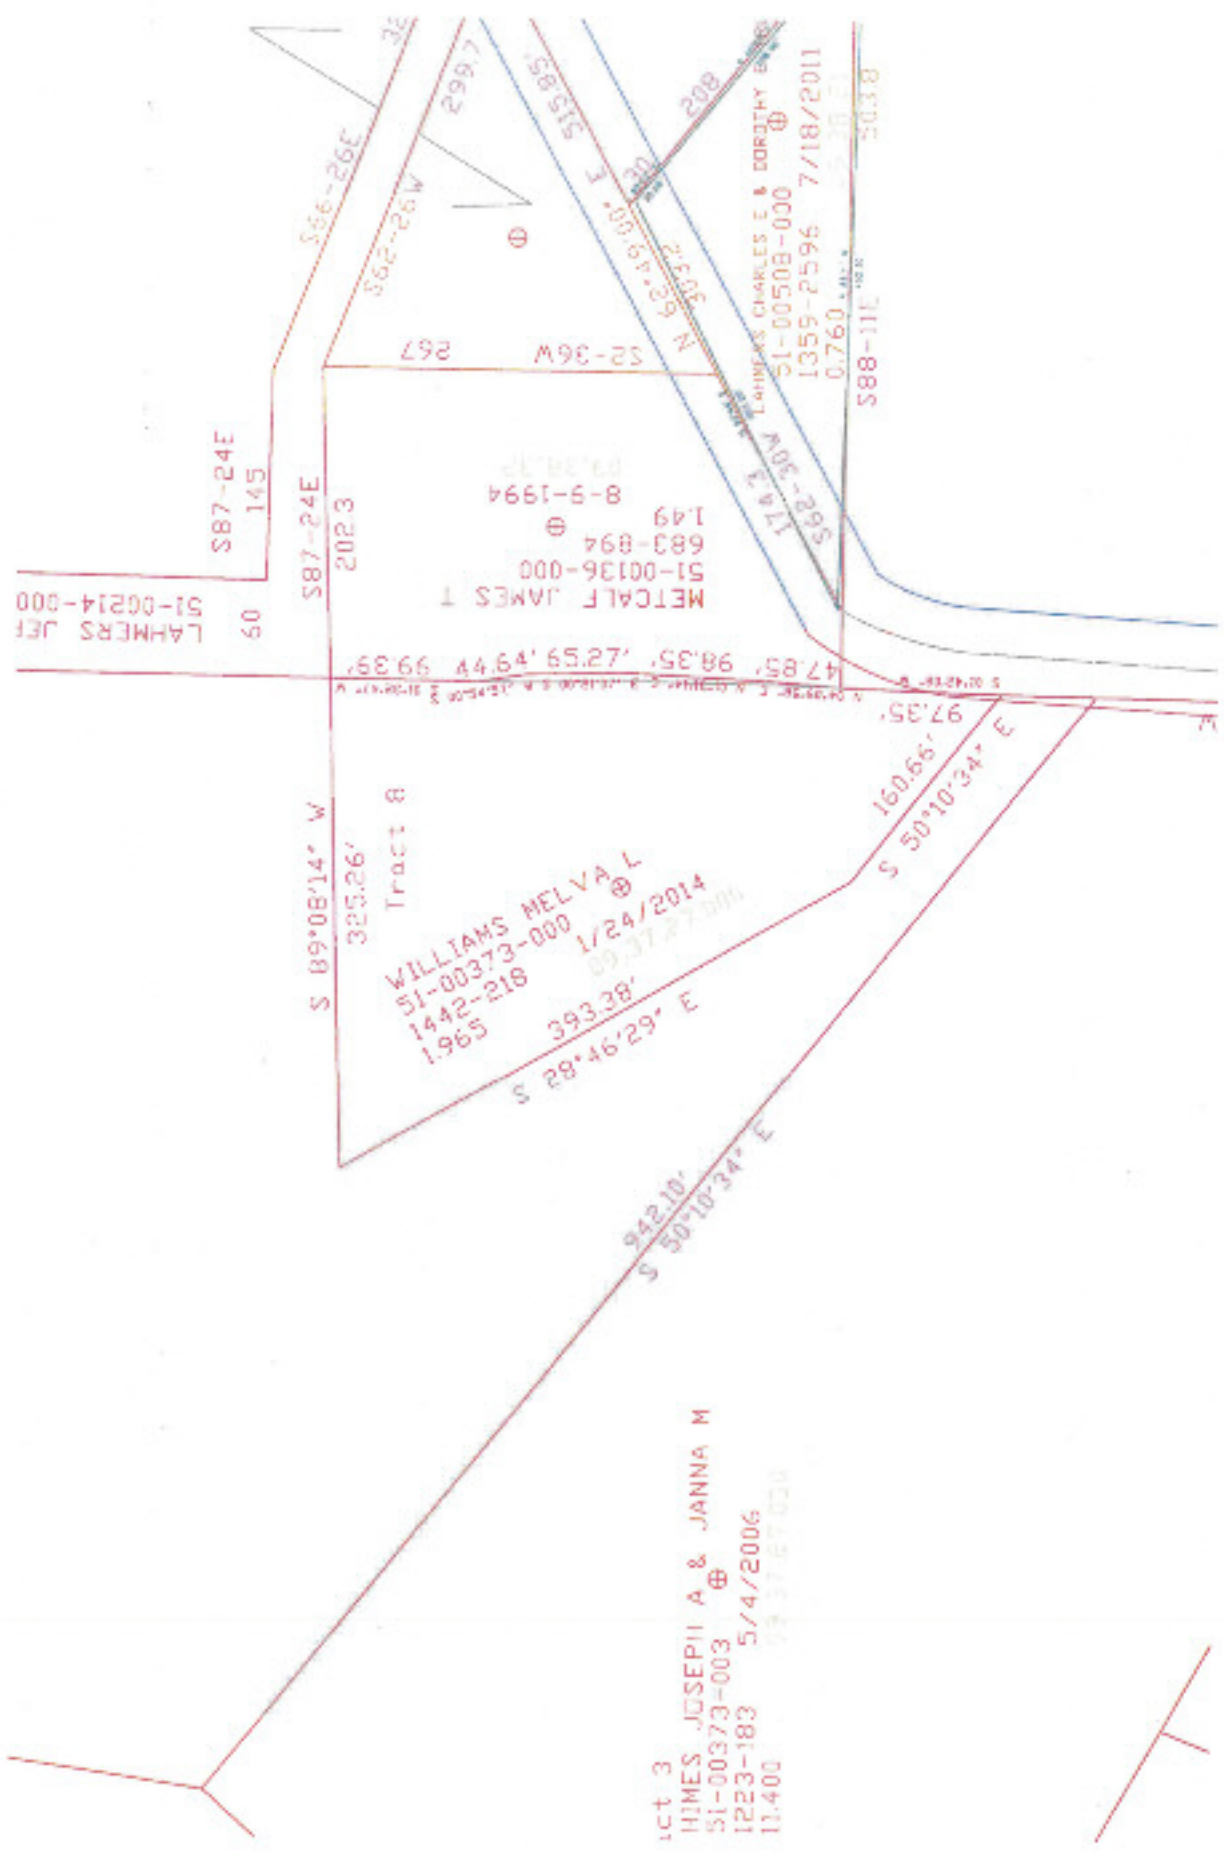 S66-26E
S62-26W
299.7
S87-24E
145
S87-24E
202.3
LAHMERS JEF
51-00214-000
60
267
S2-36W
N 62°49'00" E 515.85'
303.2
30
208
LAHMERS CHARLES E & DOROTHY E
51-00508-000
1359-2596 7/18/2011
0.760
S88-11E
503.8
174.3
S62-30W
METCALF JAMES T
51-00136-000
683-894
1.49
8-9-1994
47.85' 98.35' 99.39'
97.35'
S 89°08'14" W
325.26'
Tract 8
WILLIAMS MELVA L
51-00373-000
1442-218 1/24/2014
1.965
393.38'
S 28°46'29" E
160.66'
S 50°10'34" E
942.10'
S 50°10'34" E
W
HIMES JOSEPH A & JANNA M
51-00373-003
1223-183 5/4/2006
11.400